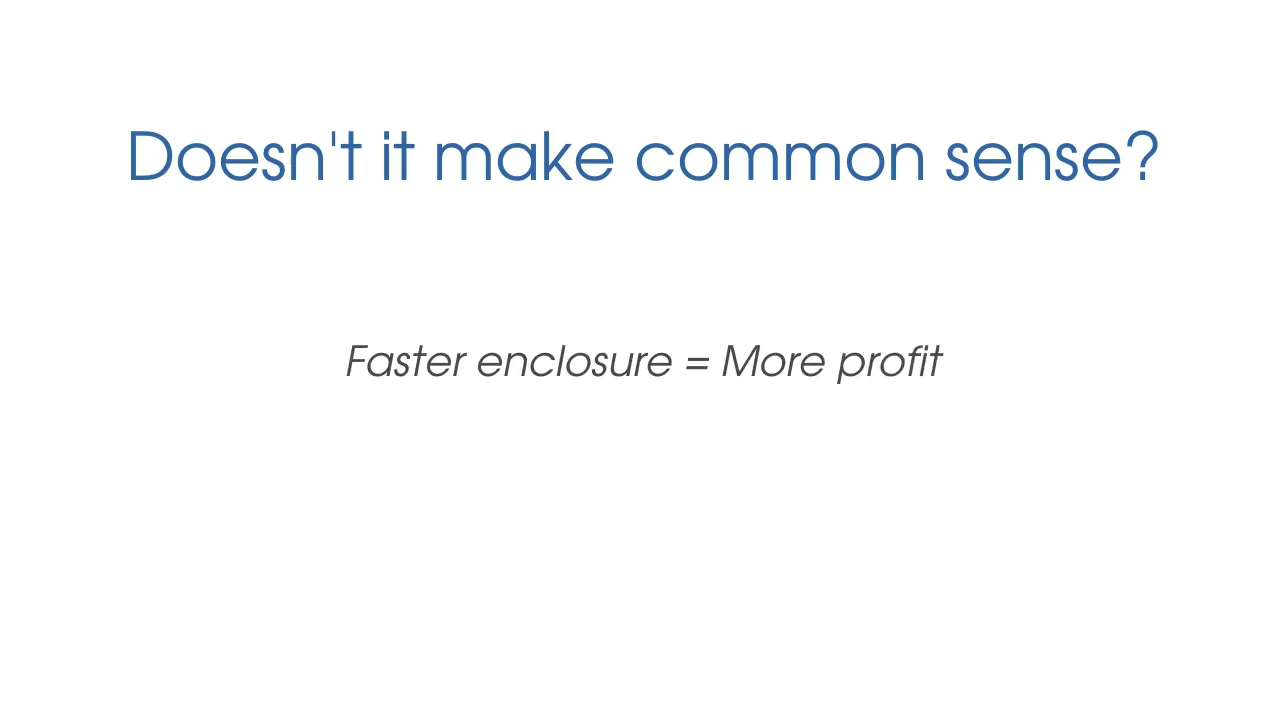 Doesn't it make common sense?
Faster enclosure = More profit